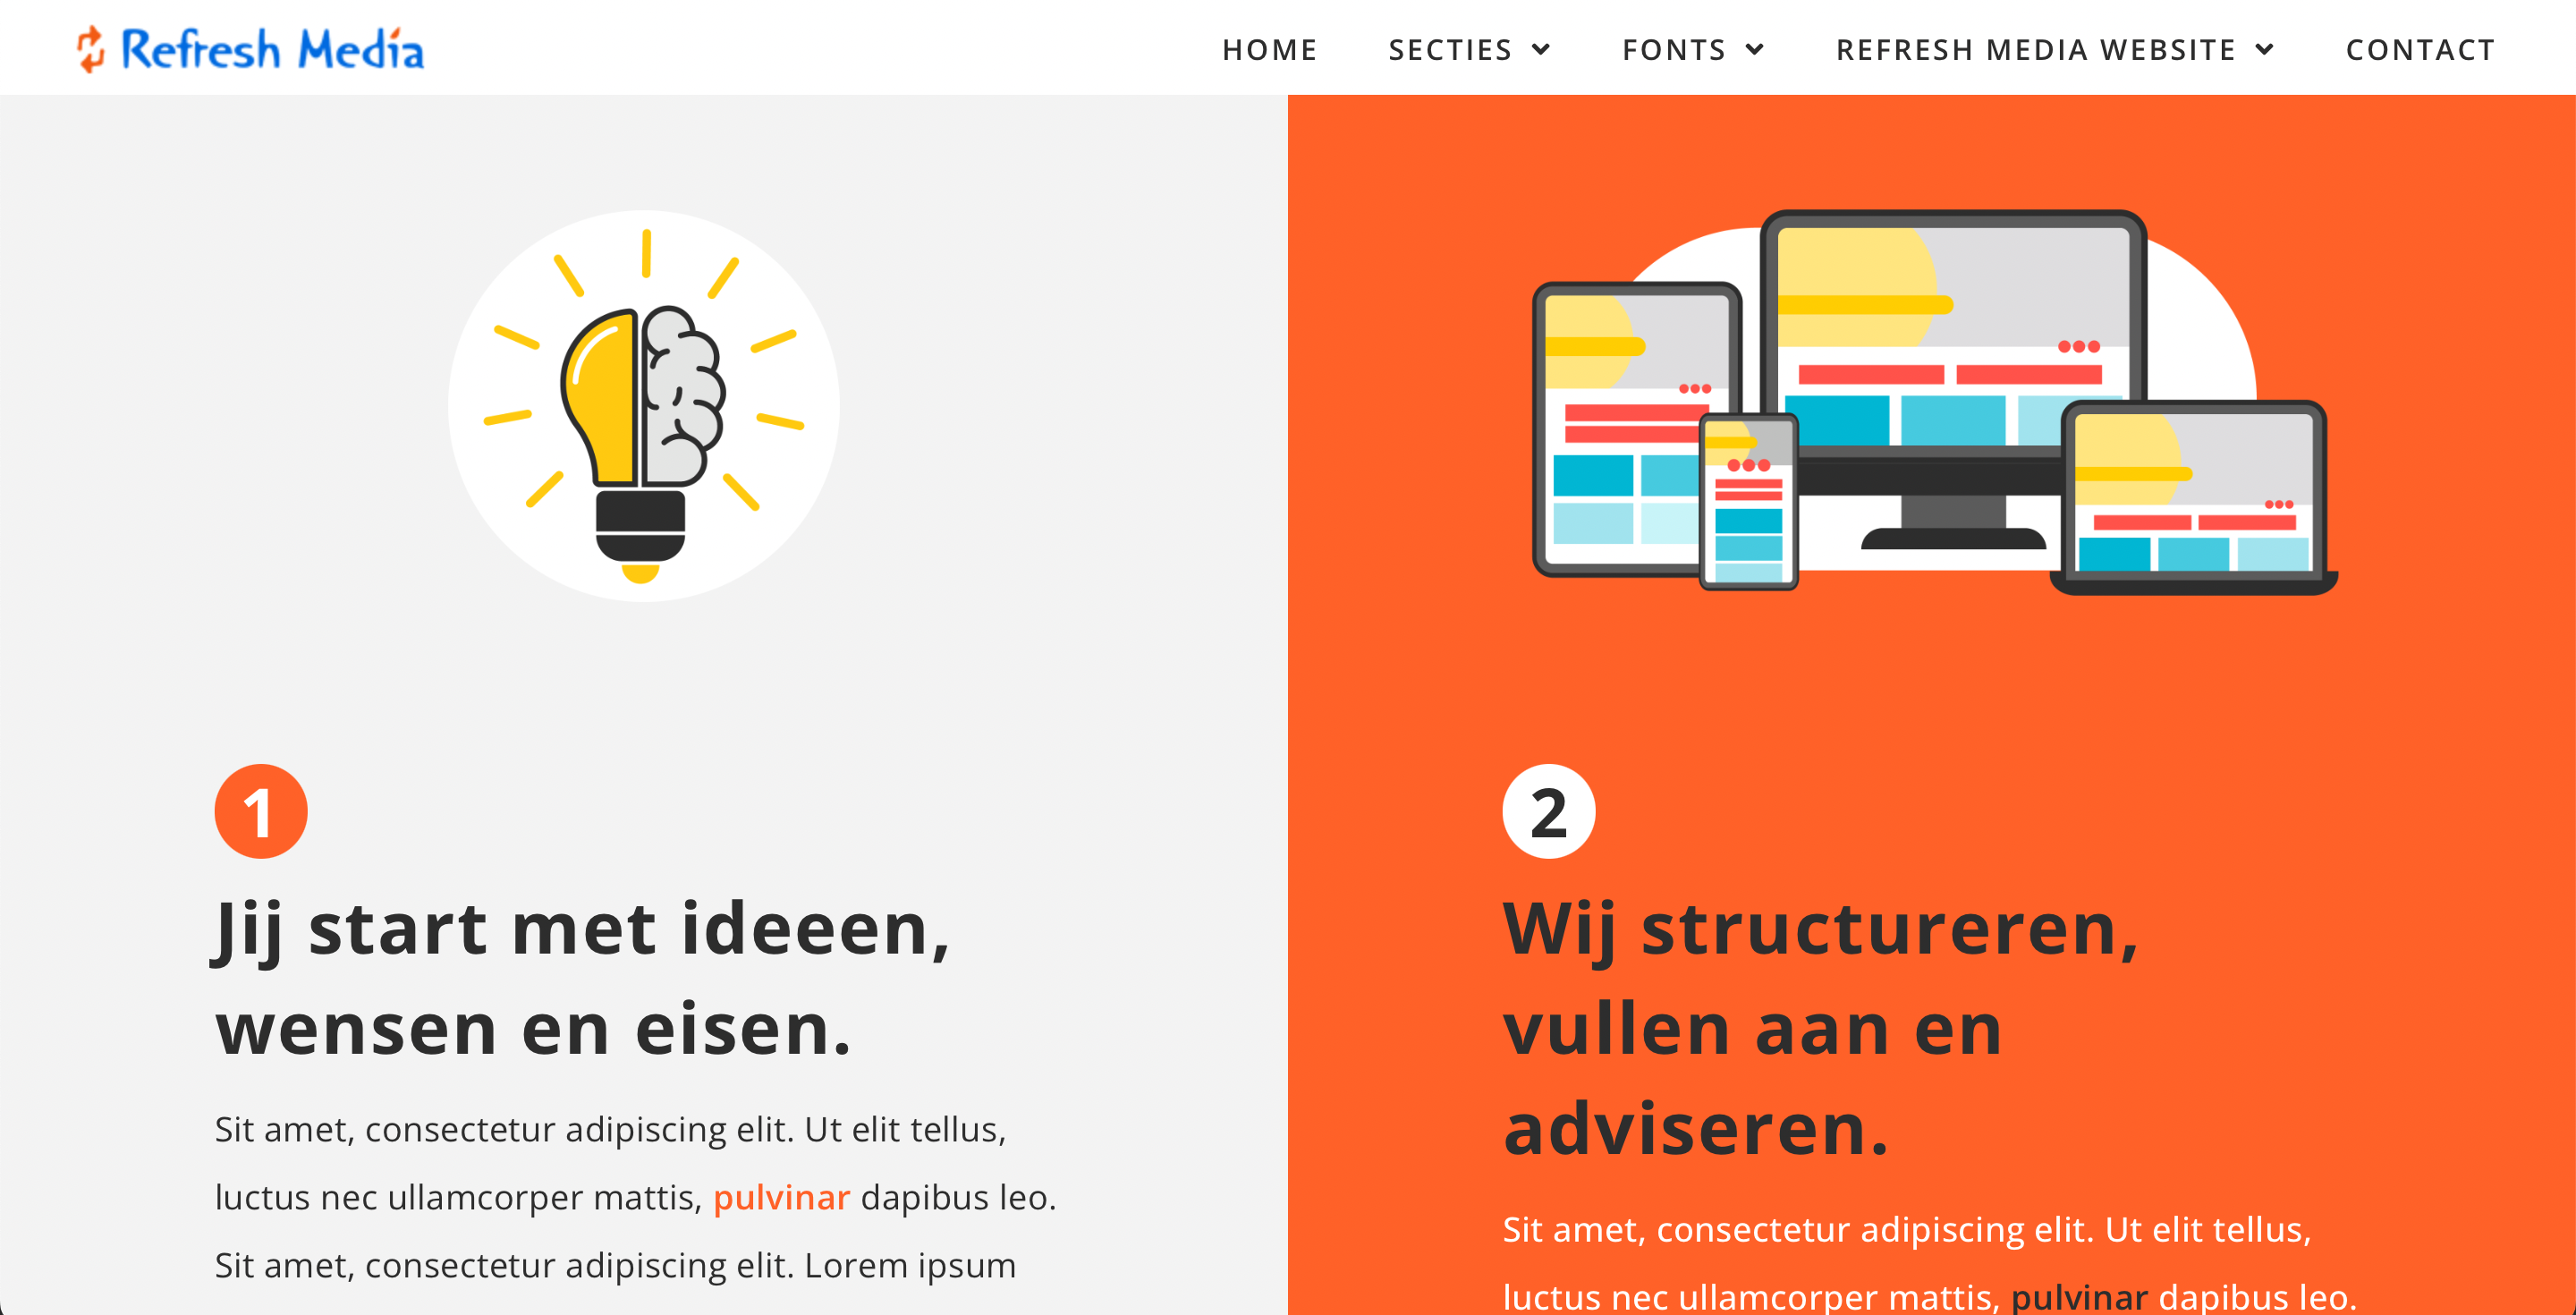 Refresh Media
HOME
SECTIES
FONTS
REFRESH MEDIA WEBSITE
CONTACT
1
Jij start met ideeen,
wensen en eisen.
Sit amet, consectetur adipiscing elit. Ut elit tellus,
luctus nec ullamcorper mattis, pulvinar dapibus leo.
Sit amet, consectetur adipiscing elit. Lorem ipsum
2
Wij structureren,
vullen aan en
adviseren.
Sit amet, consectetur adipiscing elit. Ut elit tellus,
luctus nec ullamcorper mattis, pulvinar dapibus leo.